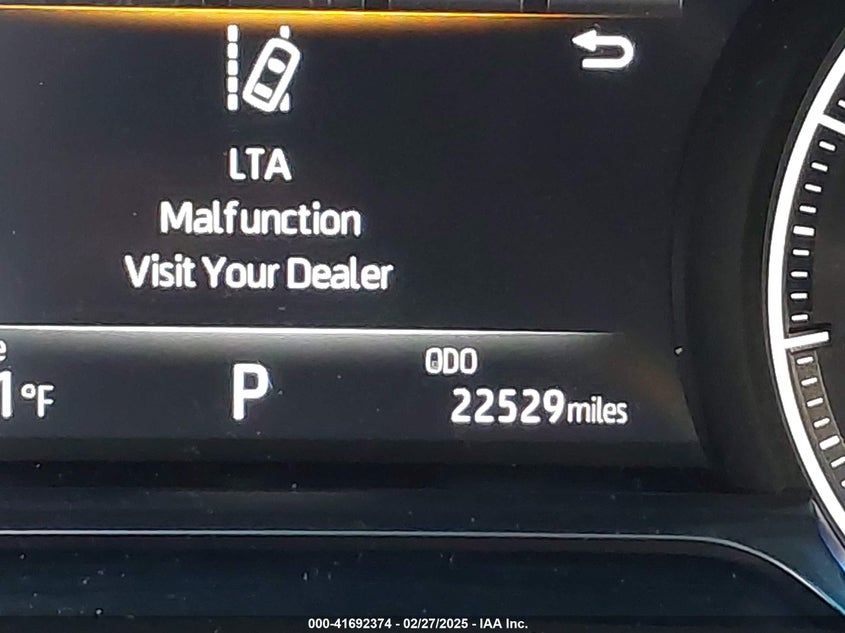 LTA
Malfunction
Visit Your Dealer
°F
P
ODO
22529 miles
000-41692374 - 02/27/2025 - IAA Inc.